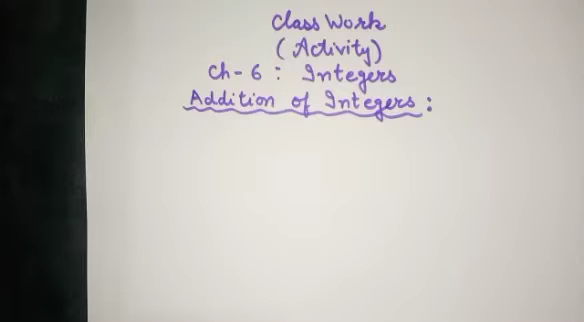 Class Work
(Activity)
Ch-6 : Integers
Addition of Integers :